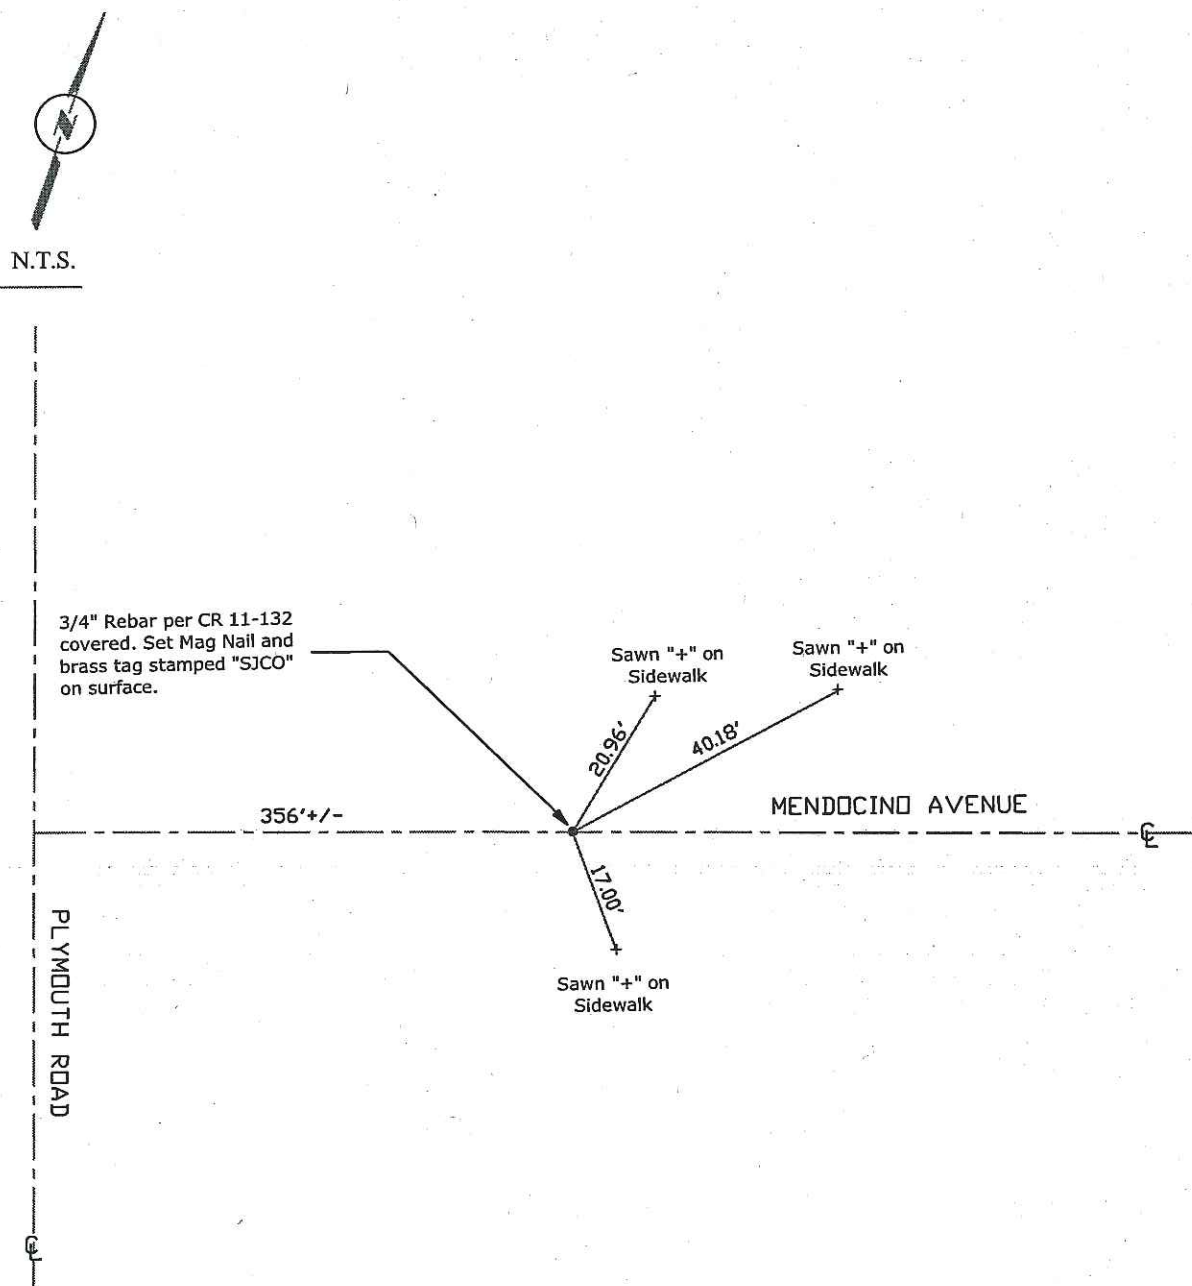 N
N.T.S.
3/4" Rebar per CR 11-132
covered. Set Mag Nail and
brass tag stamped "SJCO"
on surface.
Sawn "+" on
Sidewalk
Sawn "+" on
Sidewalk
20.96'
40.18'
356'+/-
MENDOCINO AVENUE
℄
17.00'
Sawn "+" on
Sidewalk
PLYMOUTH ROAD
℄